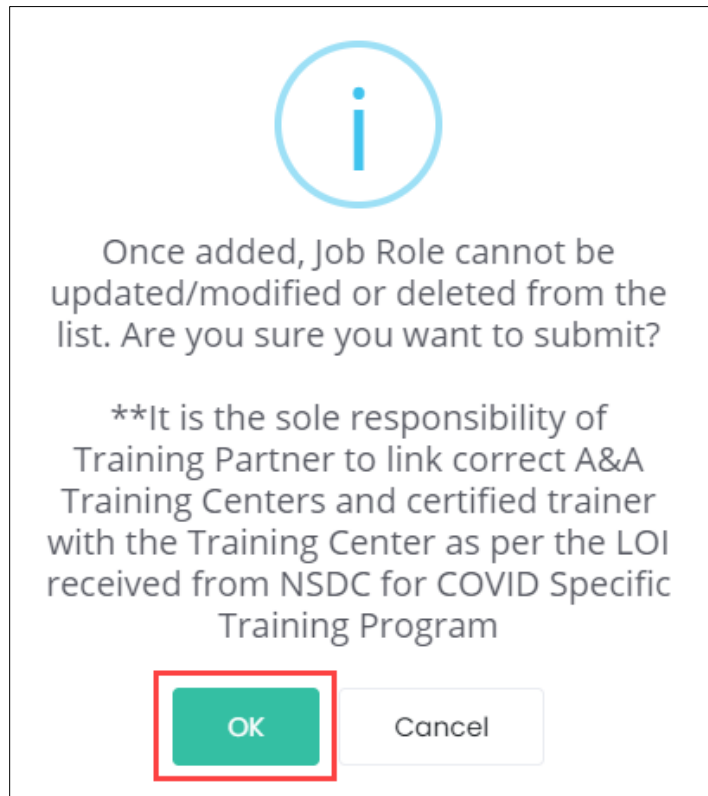 i
Once added, Job Role cannot be
updated/modified or deleted from the
list. Are you sure you want to submit?
**It is the sole responsibility of
Training Partner to link correct A&A
Training Centers and certified trainer
with the Training Center as per the LOI
received from NSDC for COVID Specific
Training Program
OK Cancel